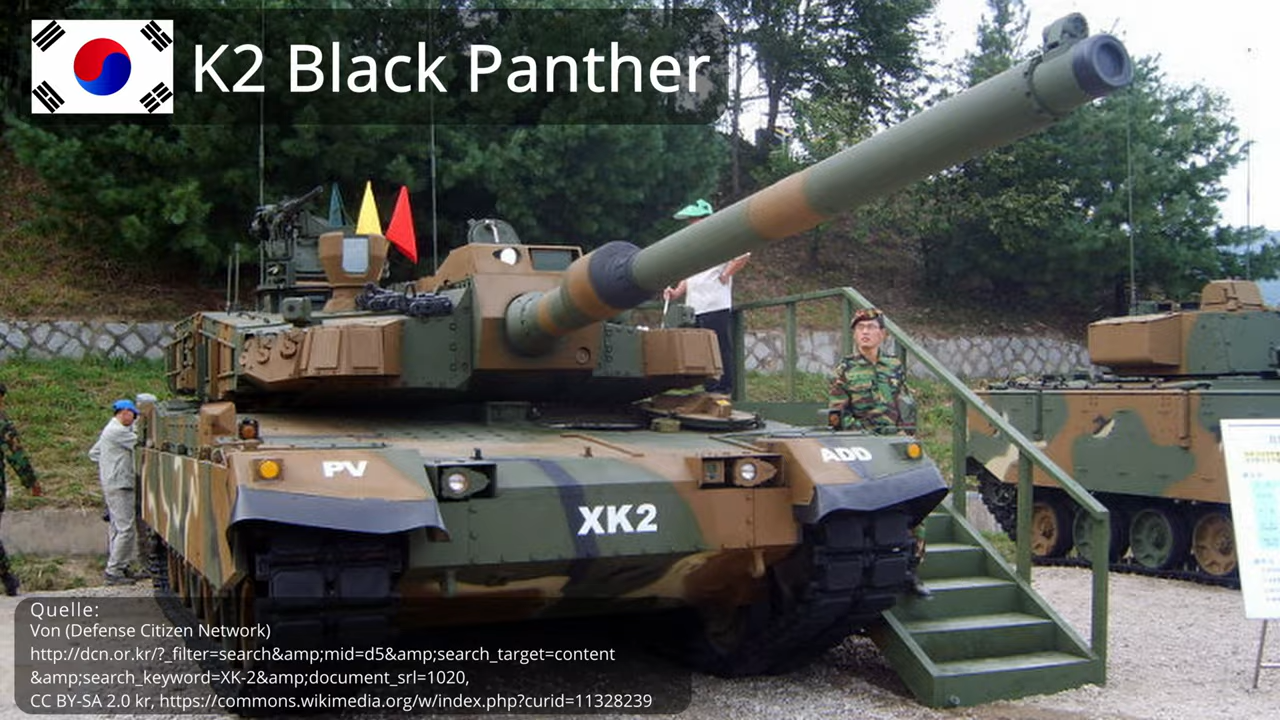 K2 Black Panther
PV
ADD
XK2
Quelle:
Von (Defense Citizen Network)
http://dcn.or.kr/?_filter=search&amp;mid=d5&amp;search_target=content
&amp;search_keyword=XK-2&amp;document_srl=1020,
CC BY-SA 2.0 kr, https://commons.wikimedia.org/w/index.php?curid=11328239